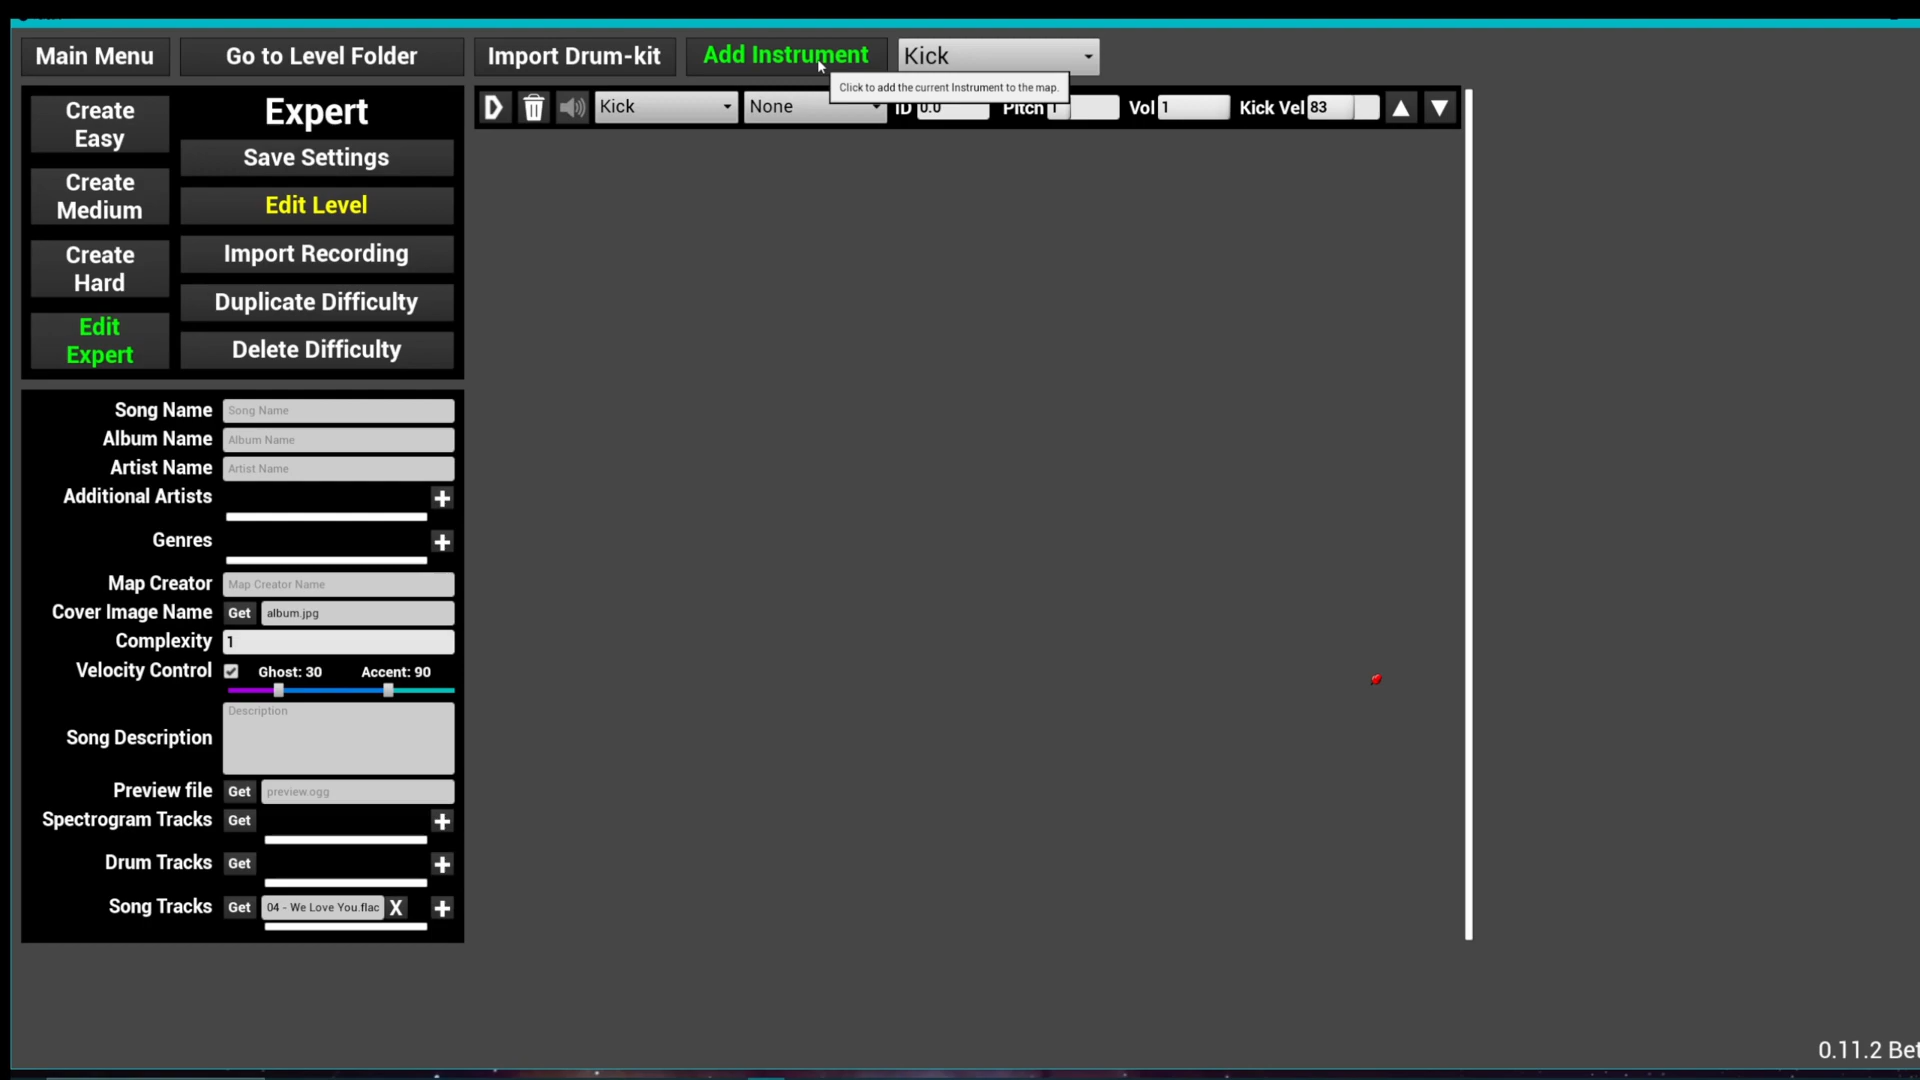 Main Menu
Go to Level Folder
Import Drum-kit
Add Instrument
Kick
Click to add the current Instrument to the map.
Kick
None
ID 0.0
Pitch 1
Vol 1
Kick Vel 83
Create
Easy
Create
Medium
Create
Hard
Edit
Expert
Expert
Save Settings
Edit Level
Import Recording
Duplicate Difficulty
Delete Difficulty
Song Name Song Name
Album Name Album Name
Artist Name Artist Name
Additional Artists +
Genres +
Map Creator Map Creator Name
Cover Image Name Get album.jpg
Complexity 1
Velocity Control Ghost: 30 Accent: 90
Song Description Description
Preview file Get preview.ogg
Spectrogram Tracks Get +
Drum Tracks Get +
Song Tracks Get 04 - We Love You.flac X +
0.11.2 Bet